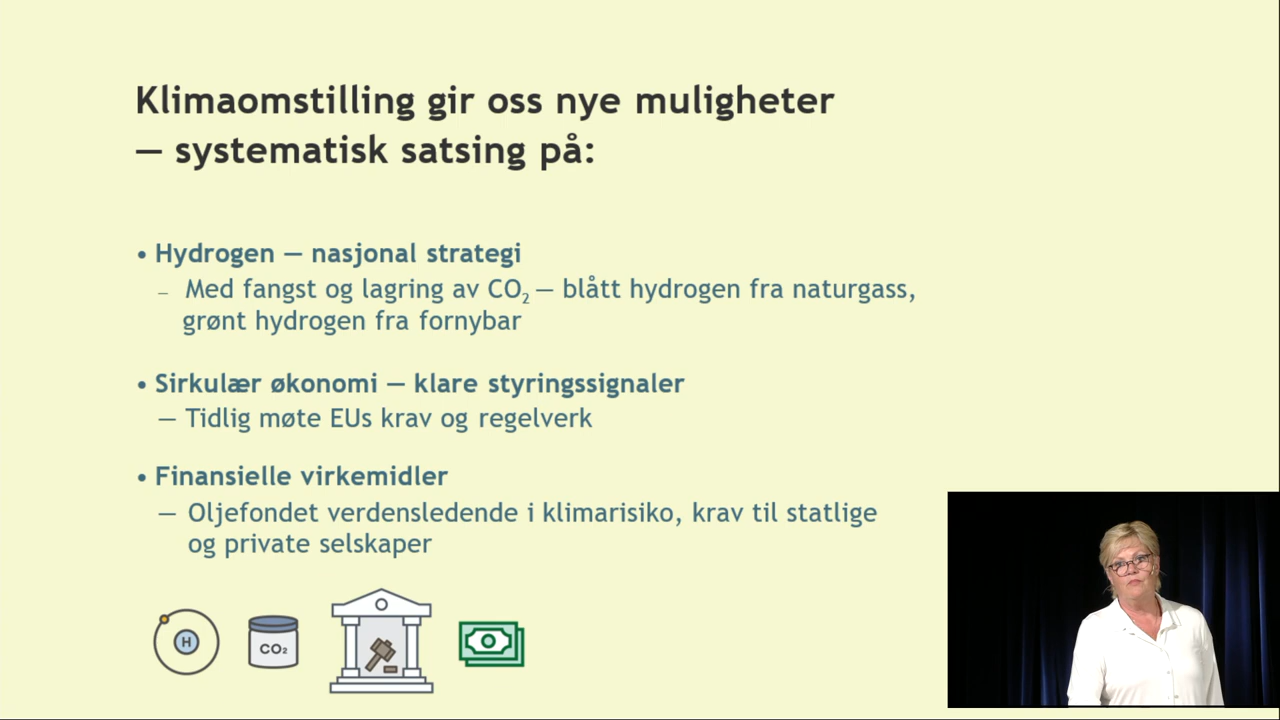 Klimaomstilling gir oss nye muligheter
— systematisk satsing på:
• Hydrogen — nasjonal strategi
– Med fangst og lagring av CO₂ — blått hydrogen fra naturgass,
grønt hydrogen fra fornybar
• Sirkulær økonomi — klare styringssignaler
— Tidlig møte EUs krav og regelverk
• Finansielle virkemidler
— Oljefondet verdensledende i klimarisiko, krav til statlige
og private selskaper
H
CO₂